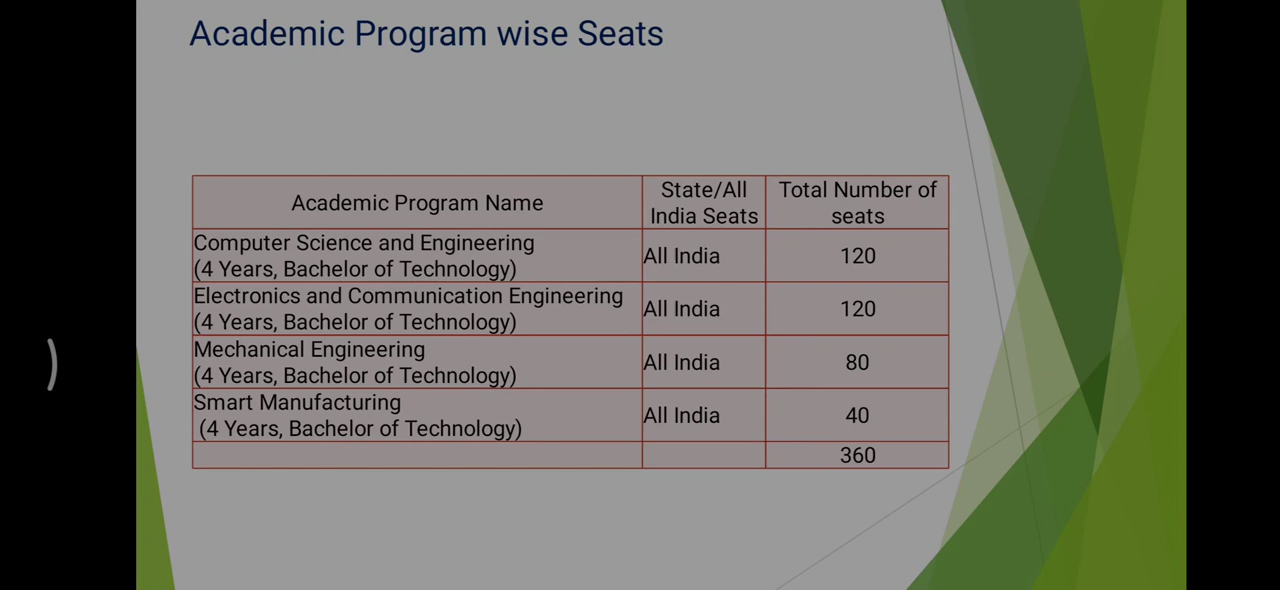 Academic Program wise Seats
Academic Program Name
State/All
India Seats
Total Number of
seats
Computer Science and Engineering
(4 Years, Bachelor of Technology)
All India
120
Electronics and Communication Engineering
(4 Years, Bachelor of Technology)
All India
120
Mechanical Engineering
(4 Years, Bachelor of Technology)
All India
80
Smart Manufacturing
(4 Years, Bachelor of Technology)
All India
40
360